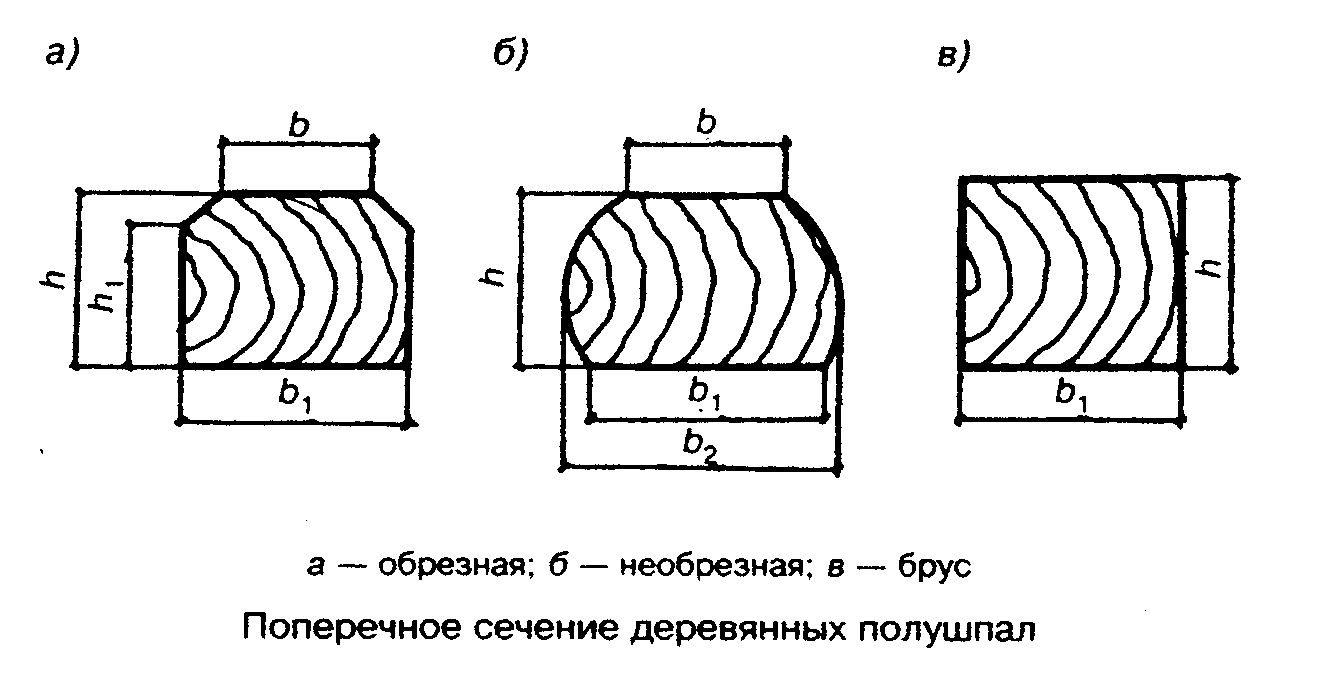 а) б) в)
b b
h h₁ h h
b₁ b₁ b₁
b₂
а — обрезная; б — необрезная; в — брус
Поперечное сечение деревянных полушпал